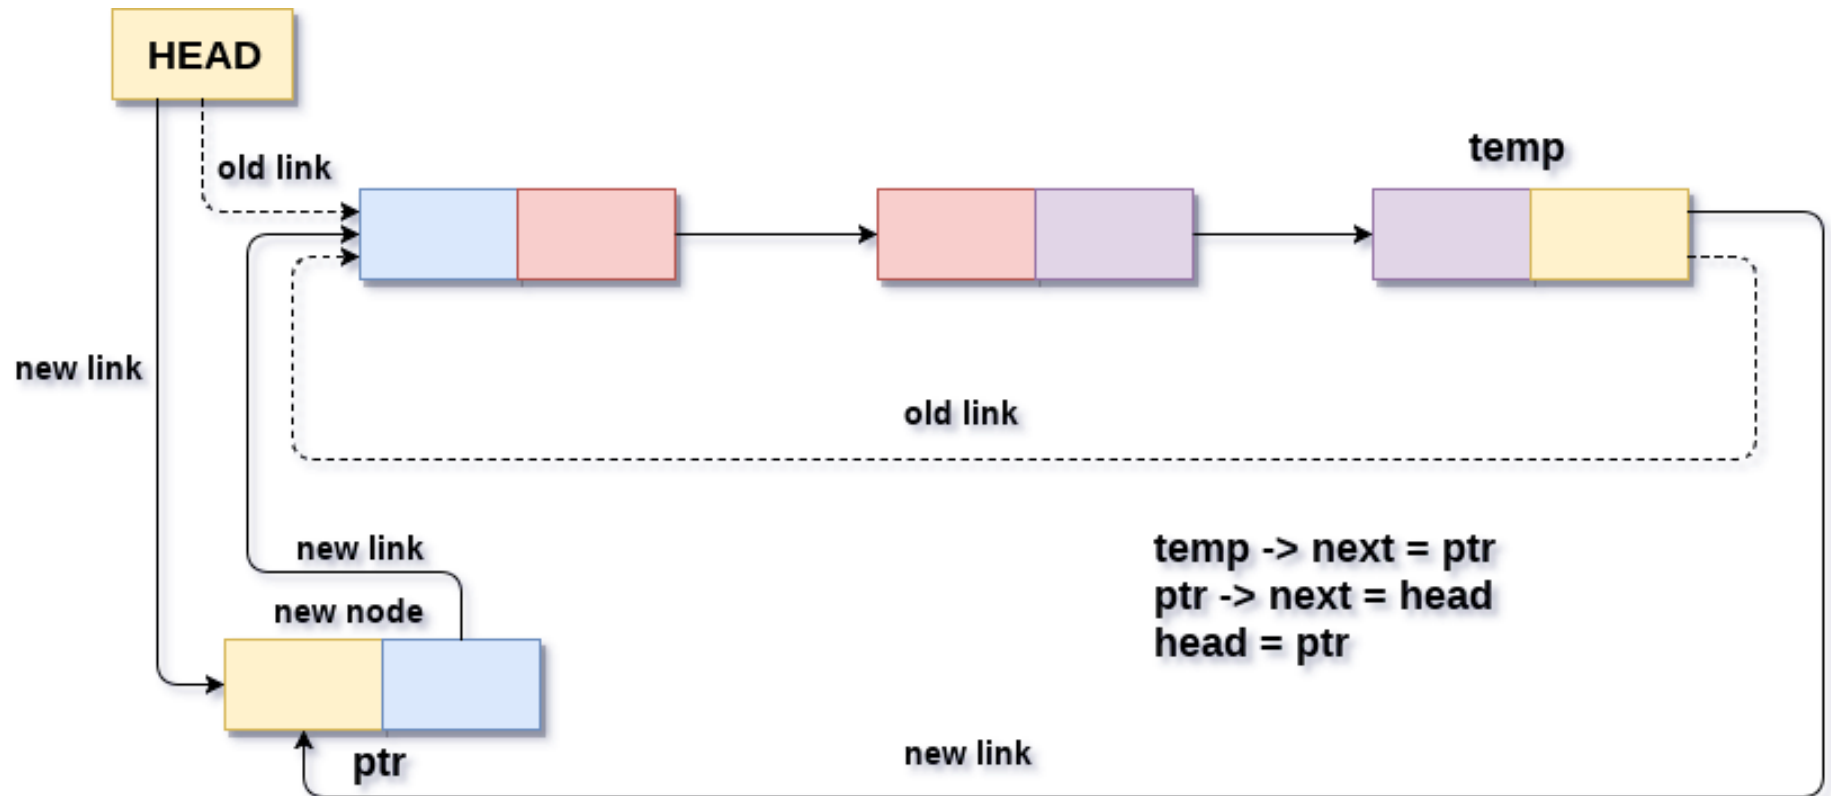 HEAD
old link
temp
new link
old link
new link
new node
temp -> next = ptr
ptr -> next = head
head = ptr
ptr
new link